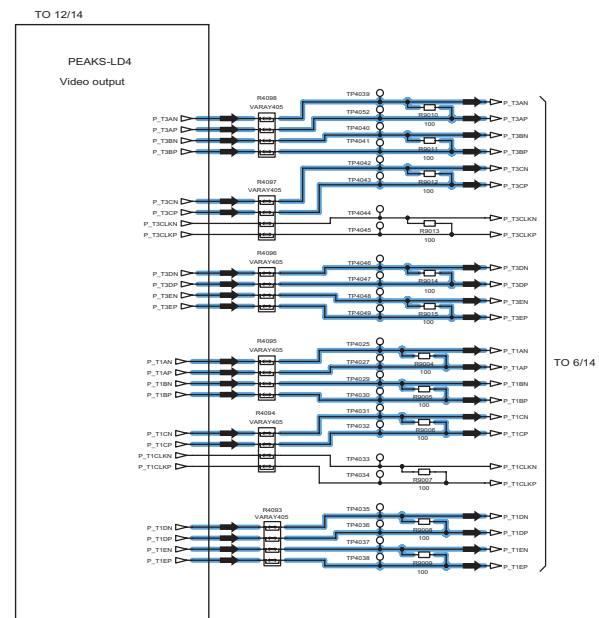 TO 12/14
PEAKS-LD4
Video output
R4098
VARAY405
TP4039
P_T3AN
R9010
100
P_T3AN
TP4052
P_T3AP
P_T3AP
TP4040
P_T3BN
P_T3BN
TP4041
R9011
100
P_T3BP
P_T3BP
TP4042
P_T3CN
R4097
VARAY405
TP4043
R9012
100
P_T3CP
P_T3CN
P_T3CP
TP4044
P_T3CLKN
P_T3CLKN
R9013
100
TP4045
P_T3CLKP
P_T3CLKP
R4096
VARAY405
TP4046
P_T3DN
P_T3DN
R9014
100
TP4047
P_T3DP
P_T3DP
TP4048
P_T3EN
P_T3EN
R9015
100
TP4049
P_T3EP
P_T3EP
R4095
VARAY405
TP4025
P_T1AN
P_T1AN
R9004
100
TP4027
P_T1AP
P_T1AP
TO 6/14
TP4029
P_T1BN
P_T1BN
R9005
100
TP4030
P_T1BP
P_T1BP
R4094
VARAY405
TP4031
P_T1CN
P_T1CN
R9006
100
TP4032
P_T1CP
P_T1CP
TP4033
P_T1CLKN
P_T1CLKN
R9007
100
TP4034
P_T1CLKP
P_T1CLKP
R4093
VARAY405
TP4035
P_T1DN
P_T1DN
R9008
100
TP4036
P_T1DP
P_T1DP
TP4037
P_T1EN
P_T1EN
R9009
100
TP4038
P_T1EP
P_T1EP